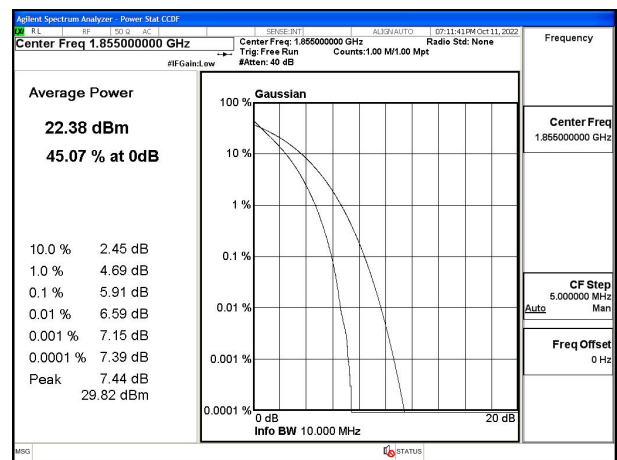 Agilent Spectrum Analyzer - Power Stat CCDF
RL RF 50 Ω AC SENSE:INT ALIGN AUTO 07:11:41 PM Oct 11, 2022
Center Freq 1.855000000 GHz
Center Freq: 1.855000000 GHz Radio Std: None
Trig: Free Run Counts:1.00 M/1.00 Mpt
#IFGain:Low #Atten: 40 dB
Frequency
Average Power
22.38 dBm
45.07 % at 0dB
10.0 % 2.45 dB
1.0 % 4.69 dB
0.1 % 5.91 dB
0.01 % 6.59 dB
0.001 % 7.15 dB
0.0001 % 7.39 dB
Peak 7.44 dB
29.82 dBm
Gaussian
100 %
10 %
1 %
0.1 %
0.01 %
0.001 %
0.0001 %
0 dB 20 dB
Info BW 10.000 MHz
Center Freq
1.855000000 GHz
CF Step
5.000000 MHz
Auto Man
Freq Offset
0 Hz
MSG STATUS